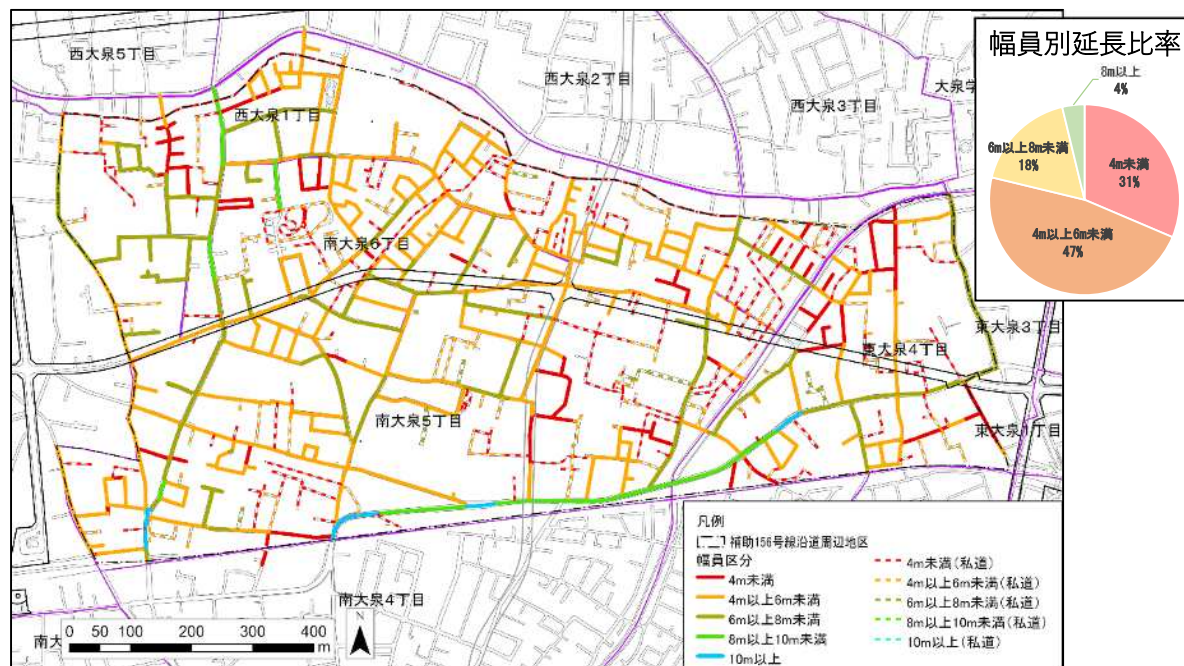 幅員別延長比率
8m以上
4%
6m以上8m未満
18%
4m未満
31%
4m以上6m未満
47%
西大泉5丁目
西大泉2丁目
西大泉3丁目
大泉学
西大泉1丁目
南大泉6丁目
東大泉3丁目
東大泉4丁目
南大泉5丁目
東大泉1丁目
南大泉4丁目
南大
0 50 100 200 300 400
m
N
凡例
補助156号線沿道周辺地区
幅員区分
4m未満
4m以上6m未満
6m以上8m未満
8m以上10m未満
10m以上
4m未満(私道)
4m以上6m未満(私道)
6m以上8m未満(私道)
8m以上10m未満(私道)
10m以上(私道)